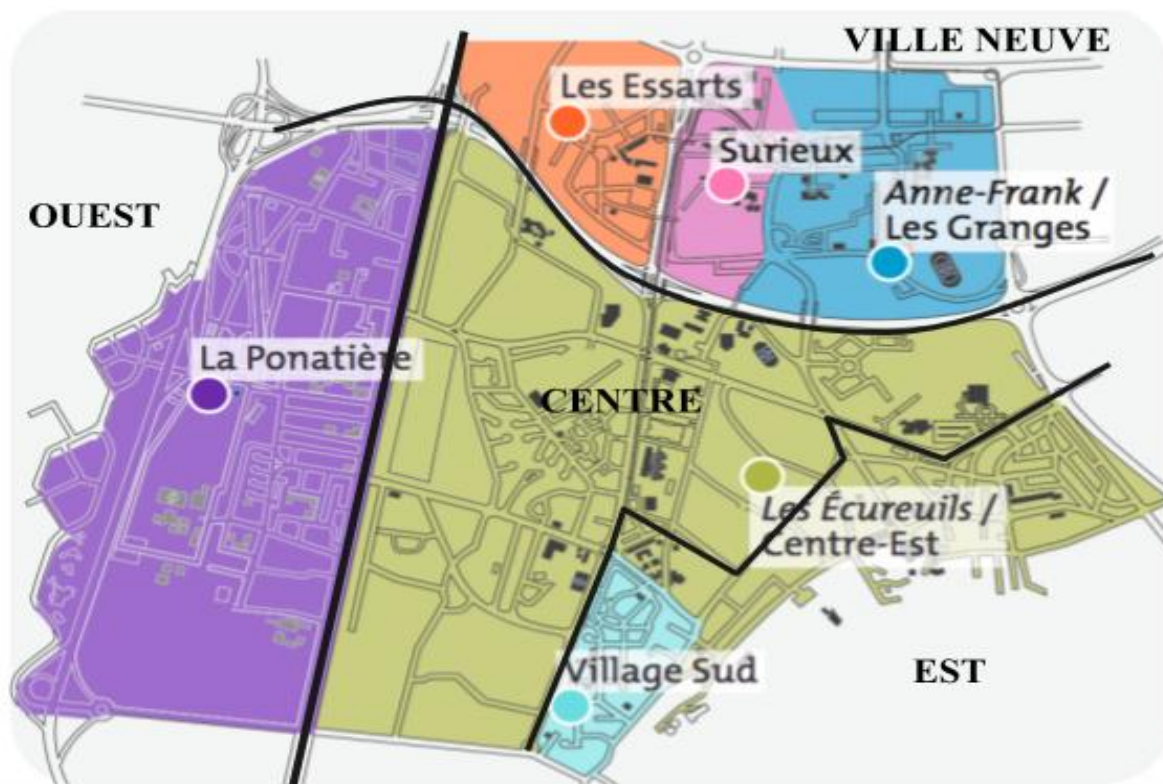 VILLE NEUVE
Les Essarts
Surieux
Anne-Frank /
Les Granges
OUEST
La Ponatière
CENTRE
Les Écureuils /
Centre-Est
Village Sud
EST